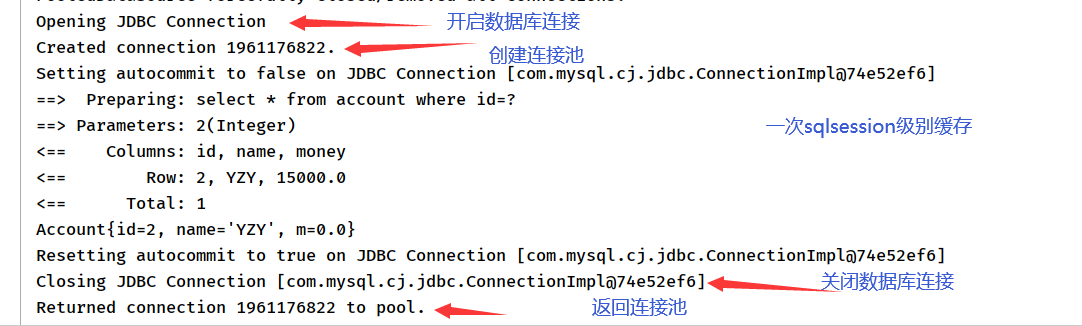 Opening JDBC Connection 开启数据库连接
Created connection 1961176822. 创建连接池
Setting autocommit to false on JDBC Connection [com.mysql.cj.jdbc.ConnectionImpl@74e52ef6]
==>  Preparing: select * from account where id=?
==> Parameters: 2(Integer) 一次sqlsession级别缓存
<==    Columns: id, name, money
<==        Row: 2, YZY, 15000.0
<==      Total: 1
Account{id=2, name='YZY', m=0.0}
Resetting autocommit to true on JDBC Connection [com.mysql.cj.jdbc.ConnectionImpl@74e52ef6]
Closing JDBC Connection [com.mysql.cj.jdbc.ConnectionImpl@74e52ef6] 关闭数据库连接
Returned connection 1961176822 to pool. 返回连接池